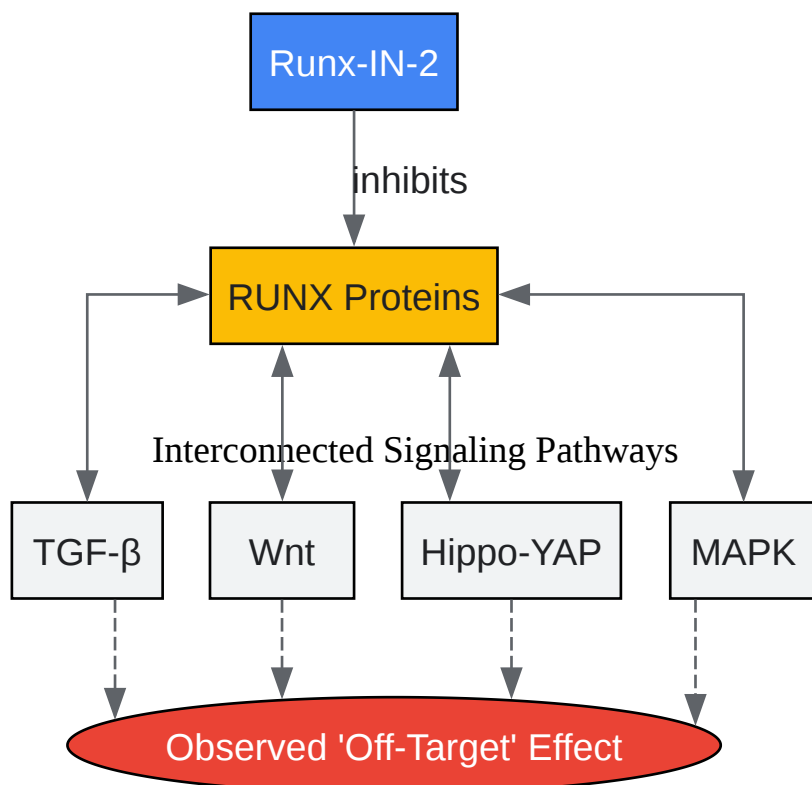 Runx-IN-2
inhibits
RUNX Proteins
Interconnected Signaling Pathways
TGF-β
Wnt
Hippo-YAP
MAPK
Observed 'Off-Target' Effect